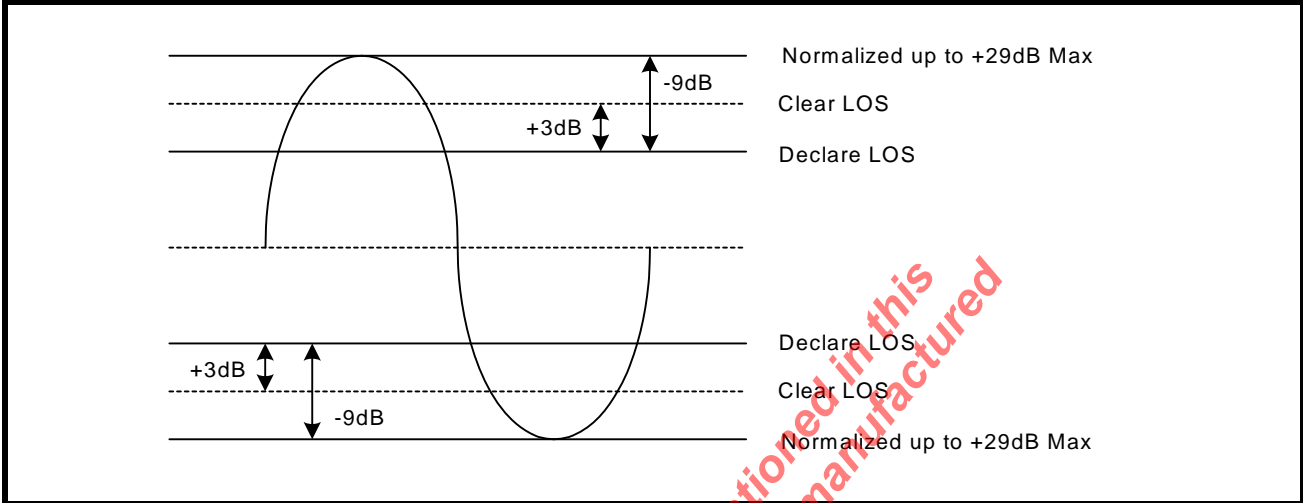 Normalized up to +29dB Max
-9dB
Clear LOS
+3dB
Declare LOS
Declare LOS
+3dB
Clear LOS
-9dB
Normalized up to +29dB Max
mentioned in this
manufactured